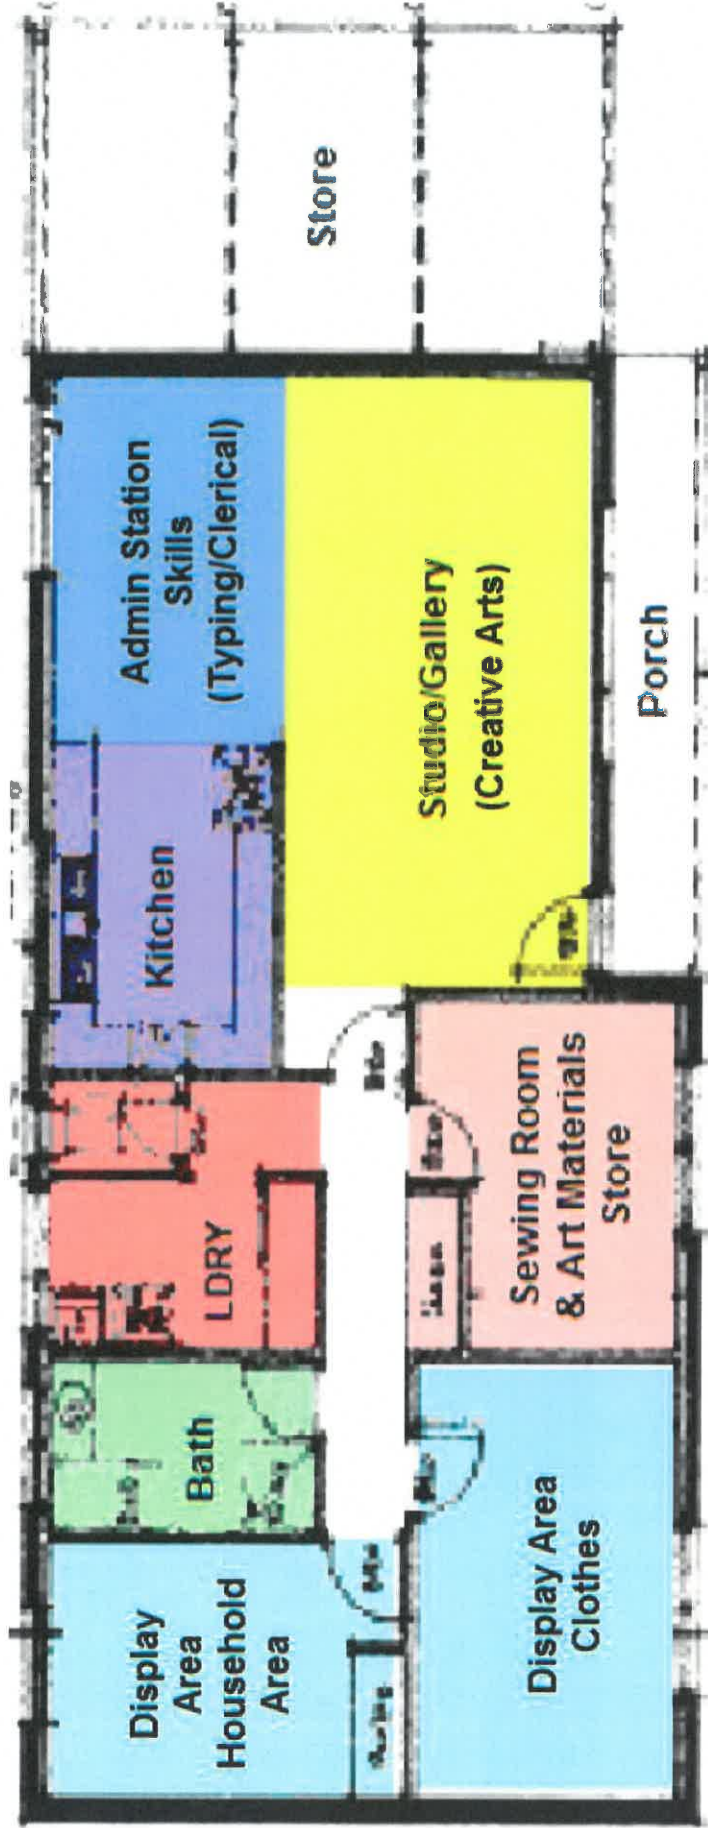 Display
Area
Household
Area
Bath
LDRY
Kitchen
Admin Station
Skills
(Typing/Clerical)
Store
Display Area
Clothes
Sewing Room
& Art Materials
Store
Studio/Gallery
(Creative Arts)
Porch